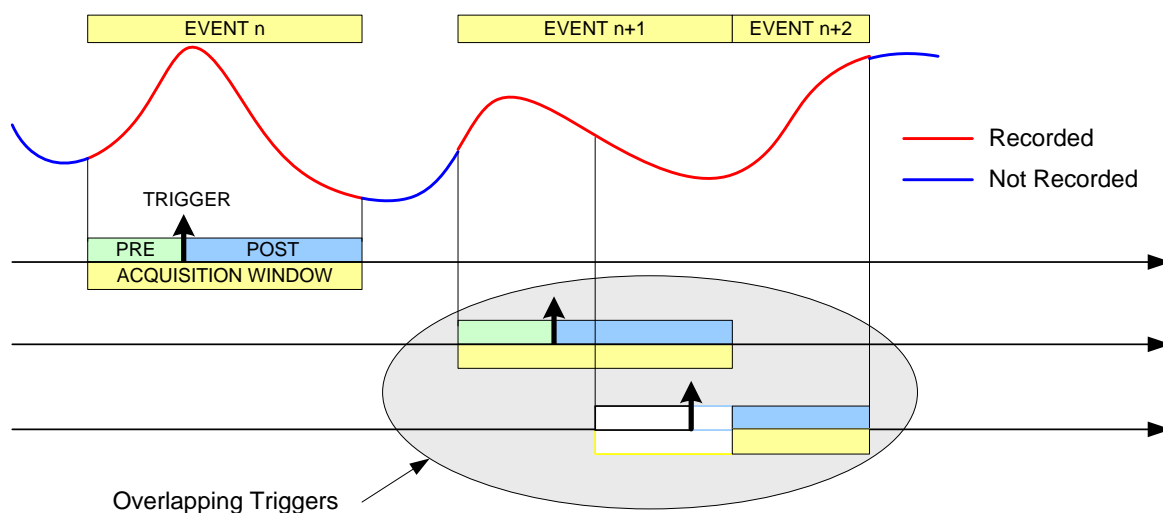 EVENT n
EVENT n+1
EVENT n+2
Recorded
Not Recorded
TRIGGER
PRE
POST
ACQUISITION WINDOW
Overlapping Triggers